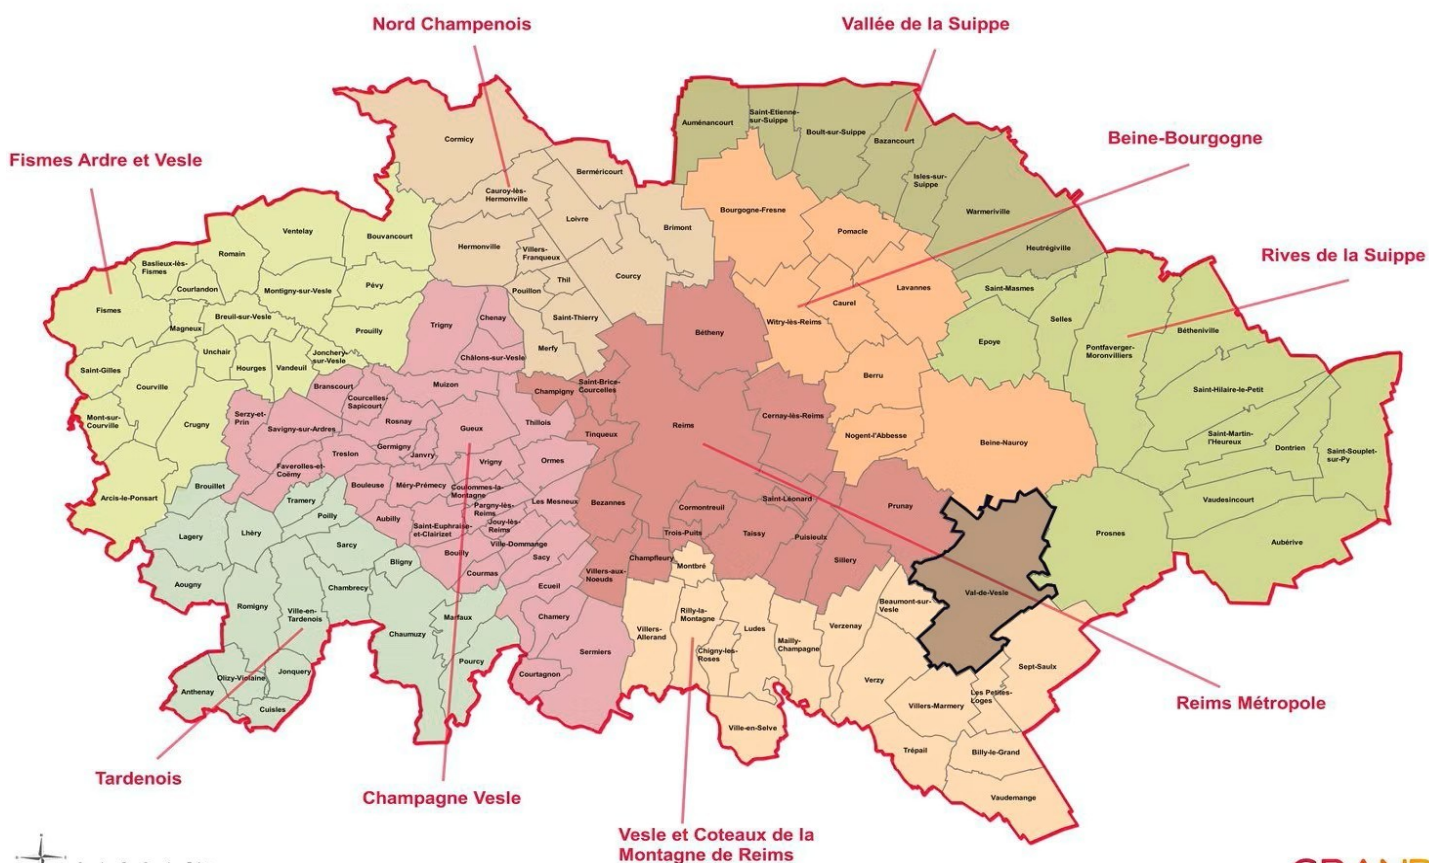 Nord Champenois
Vallée de la Suippe
Beine-Bourgogne
Fismes Ardre et Vesle
Rives de la Suippe
Reims Métropole
Tardenois
Champagne Vesle
Vesle et Coteaux de la
Montagne de Reims
Cormicy
Cauroy-lès-
Hermonville
Berméricourt
Loivre
Brimont
Hermonville
Villers-
Franqueux
Thil
Pouillon
Courcy
Saint-Thierry
Merfy
Auménancourt
Saint-Etienne-
sur-Suippe
Boult-sur-Suippe
Bazancourt
Isles-sur-
Suippe
Warmeriville
Heutrégiville
Bourgogne-Fresne
Pomacle
Lavannes
Caurel
Witry-lès-Reims
Berru
Nogent-l'Abbesse
Beine-Nauroy
Saint-Masmes
Selles
Epoye
Pontfaverger-
Moronvilliers
Bétheniville
Saint-Hilaire-le-Petit
Saint-Martin-
l'Heureux
Dontrien
Saint-Souplet-
sur-Py
Vaudesincourt
Aubérive
Prosnes
Ventelay
Bouvancourt
Romain
Baslieux-lès-
Fismes
Courlandon
Montigny-sur-Vesle
Pévy
Fismes
Magneux
Breuil-sur-Vesle
Prouilly
Unchair
Hourges
Vandeuil
Jonchery-
sur-Vesle
Saint-Gilles
Courville
Mont-sur-
Courville
Crugny
Arcis-le-Ponsart
Trigny
Chenay
Châlons-sur-Vesle
Muizon
Branscourt
Courcelles-
Sapicourt
Serzy-et-
Prin
Savigny-sur-Ardres
Rosnay
Gueux
Thillois
Germigny
Janvry
Treslon
Faverolles-et-
Coëmy
Vrigny
Ormes
Bouleuse
Méry-Prémecy
Coulommes-la-
Montagne
Pargny-lès-
Reims
Les Mesneux
Aubilly
Saint-Euphraise-
et-Clairizet
Jouy-lès-
Reims
Ville-Dommange
Bouilly
Sacy
Courmas
Ecueil
Chamery
Sermiers
Courtagnon
Brouillet
Tramery
Poilly
Lagery
Lhéry
Sarcy
Bligny
Aougny
Chambrecy
Romigny
Ville-en-
Tardenois
Chaumuzy
Marfaux
Pourcy
Jonquery
Olizy-Violaine
Anthenay
Cuisles
Bétheny
Champigny
Saint-Brice-
Courcelles
Tinqueux
Reims
Cernay-lès-Reims
Bezannes
Cormontreuil
Saint-Léonard
Prunay
Trois-Puits
Taissy
Puisieulx
Sillery
Champfleury
Villers-aux-
Noeuds
Montbré
Villers-
Allerand
Rilly-la-
Montagne
Chigny-les-
Roses
Ludes
Mailly-
Champagne
Verzenay
Beaumont-sur-
Vesle
Val-de-Vesle
Verzy
Sept-Saulx
Les Petites-
Loges
Villers-Marmery
Ville-en-Selve
Trépail
Billy-le-Grand
Vaudemange